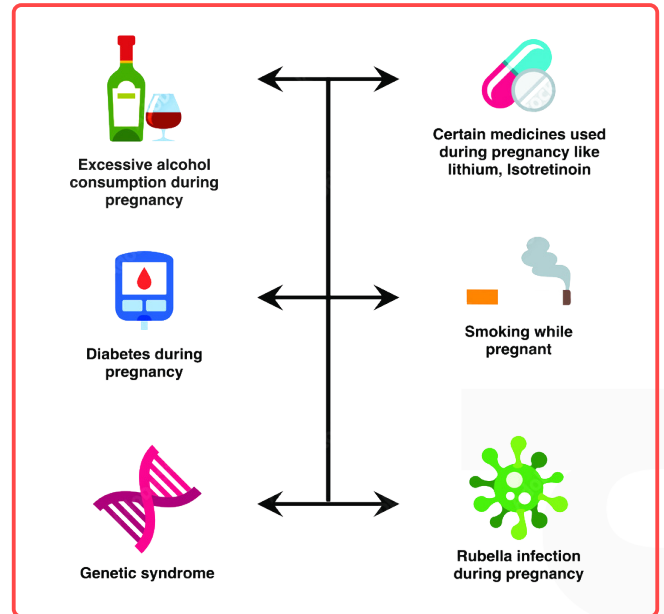 Excessive alcohol
consumption during
pregnancy
Certain medicines used
during pregnancy like
lithium, Isotretinoin
Diabetes during
pregnancy
Smoking while
pregnant
Genetic syndrome
Rubella infection
during pregnancy